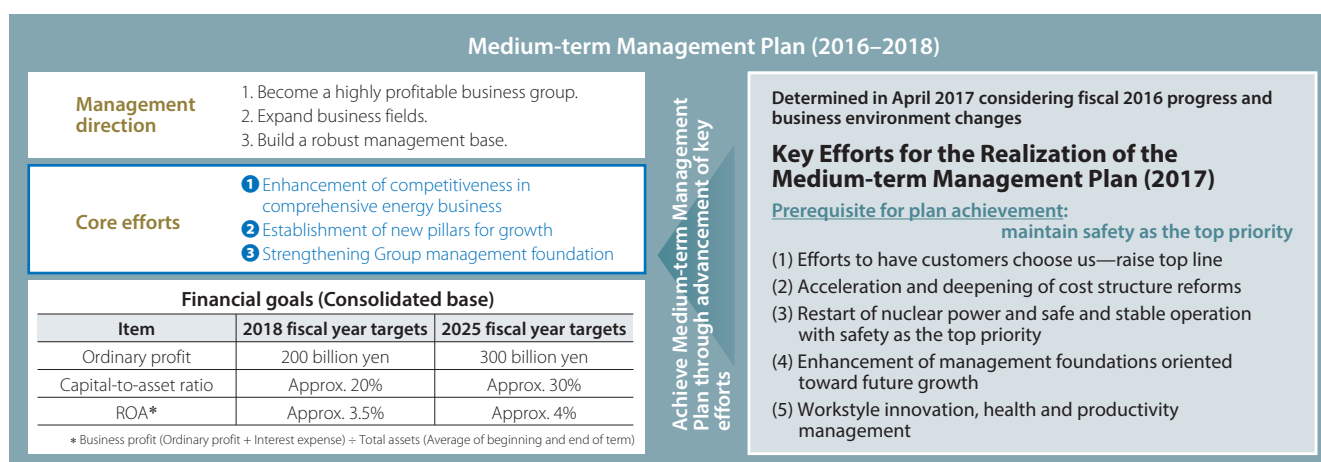 Medium-term Management Plan (2016–2018)
Management
direction
1. Become a highly profitable business group.
2. Expand business fields.
3. Build a robust management base.
Core efforts
❶ Enhancement of competitiveness in
comprehensive energy business
❷ Establishment of new pillars for growth
❸ Strengthening Group management foundation
Financial goals (Consolidated base)
Item 2018 fiscal year targets 2025 fiscal year targets
Ordinary profit 200 billion yen 300 billion yen
Capital-to-asset ratio Approx. 20% Approx. 30%
ROA* Approx. 3.5% Approx. 4%
* Business profit (Ordinary profit + Interest expense) ÷ Total assets (Average of beginning and end of term)
Achieve Medium-term Management
Plan through advancement of key
efforts
Determined in April 2017 considering fiscal 2016 progress and
business environment changes
Key Efforts for the Realization of the
Medium-term Management Plan (2017)
Prerequisite for plan achievement:
maintain safety as the top priority
(1) Efforts to have customers choose us—raise top line
(2) Acceleration and deepening of cost structure reforms
(3) Restart of nuclear power and safe and stable operation
with safety as the top priority
(4) Enhancement of management foundations oriented
toward future growth
(5) Workstyle innovation, health and productivity
management